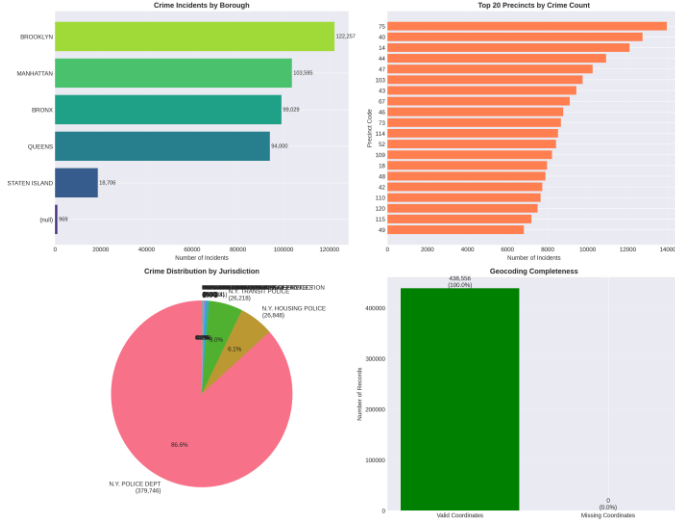 Crime Incidents by Borough
BROOKLYN
122,257
MANHATTAN
103,585
BRONX
99,029
QUEENS
94,000
STATEN ISLAND
18,706
(null)
969
0 20000 40000 60000 80000 100000 120000
Number of Incidents
Top 20 Precincts by Crime Count
Precinct Code
75
40
14
44
47
103
43
67
46
73
114
52
109
18
48
42
110
120
115
49
0 2000 4000 6000 8000 10000 12000 14000
Number of Incidents
Crime Distribution by Jurisdiction
N.Y. TRANSIT POLICE
(26,218)
N.Y. HOUSING POLICE
(26,848)
6.1%
86.6%
N.Y. POLICE DEPT
(379,746)
Geocoding Completeness
Number of Records
438,556
(100.0%)
400000
300000
200000
100000
0
0
(0.0%)
Valid Coordinates
Missing Coordinates